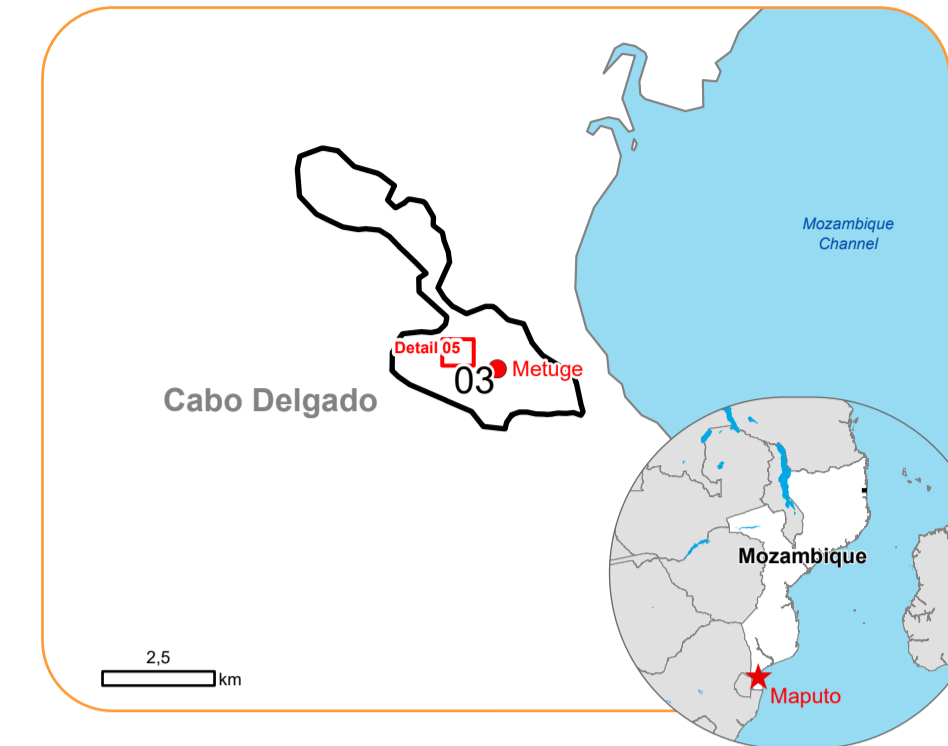 Mozambique
Channel
Detail 05
03
Metuge
Cabo Delgado
Mozambique
Maputo
2,5
km